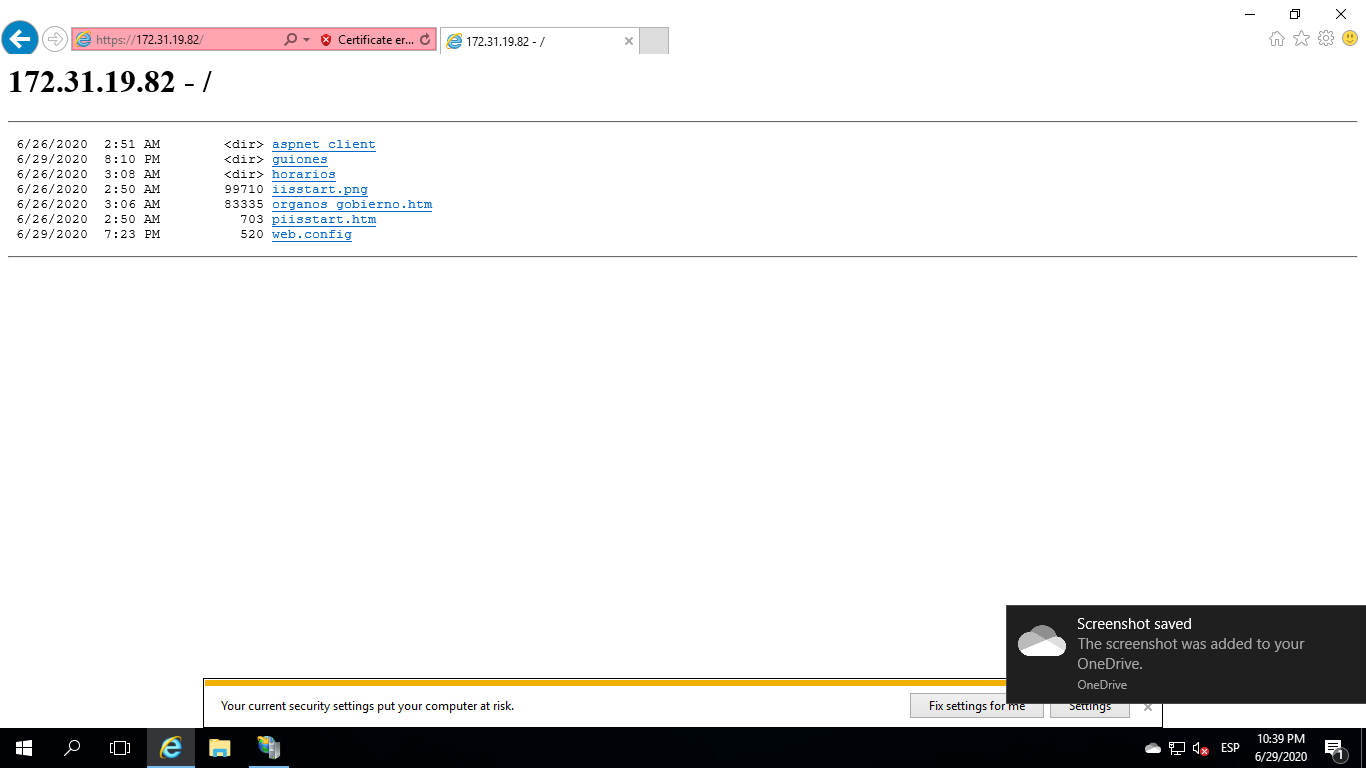 https://172.31.19.82/
Certificate er...
172.31.19.82 - /
172.31.19.82 - /
6/26/2020 2:51 AM <dir> aspnet_client
6/29/2020 8:10 PM <dir> guiones
6/26/2020 3:08 AM <dir> horarios
6/26/2020 2:50 AM 99710 iisstart.png
6/26/2020 3:06 AM 83335 organos_gobierno.htm
6/26/2020 2:50 AM 703 piisstart.htm
6/29/2020 7:23 PM 520 web.config
Screenshot saved
The screenshot was added to your
OneDrive.
OneDrive
Your current security settings put your computer at risk.
Fix settings for me
Settings
ESP
10:39 PM
6/29/2020
1